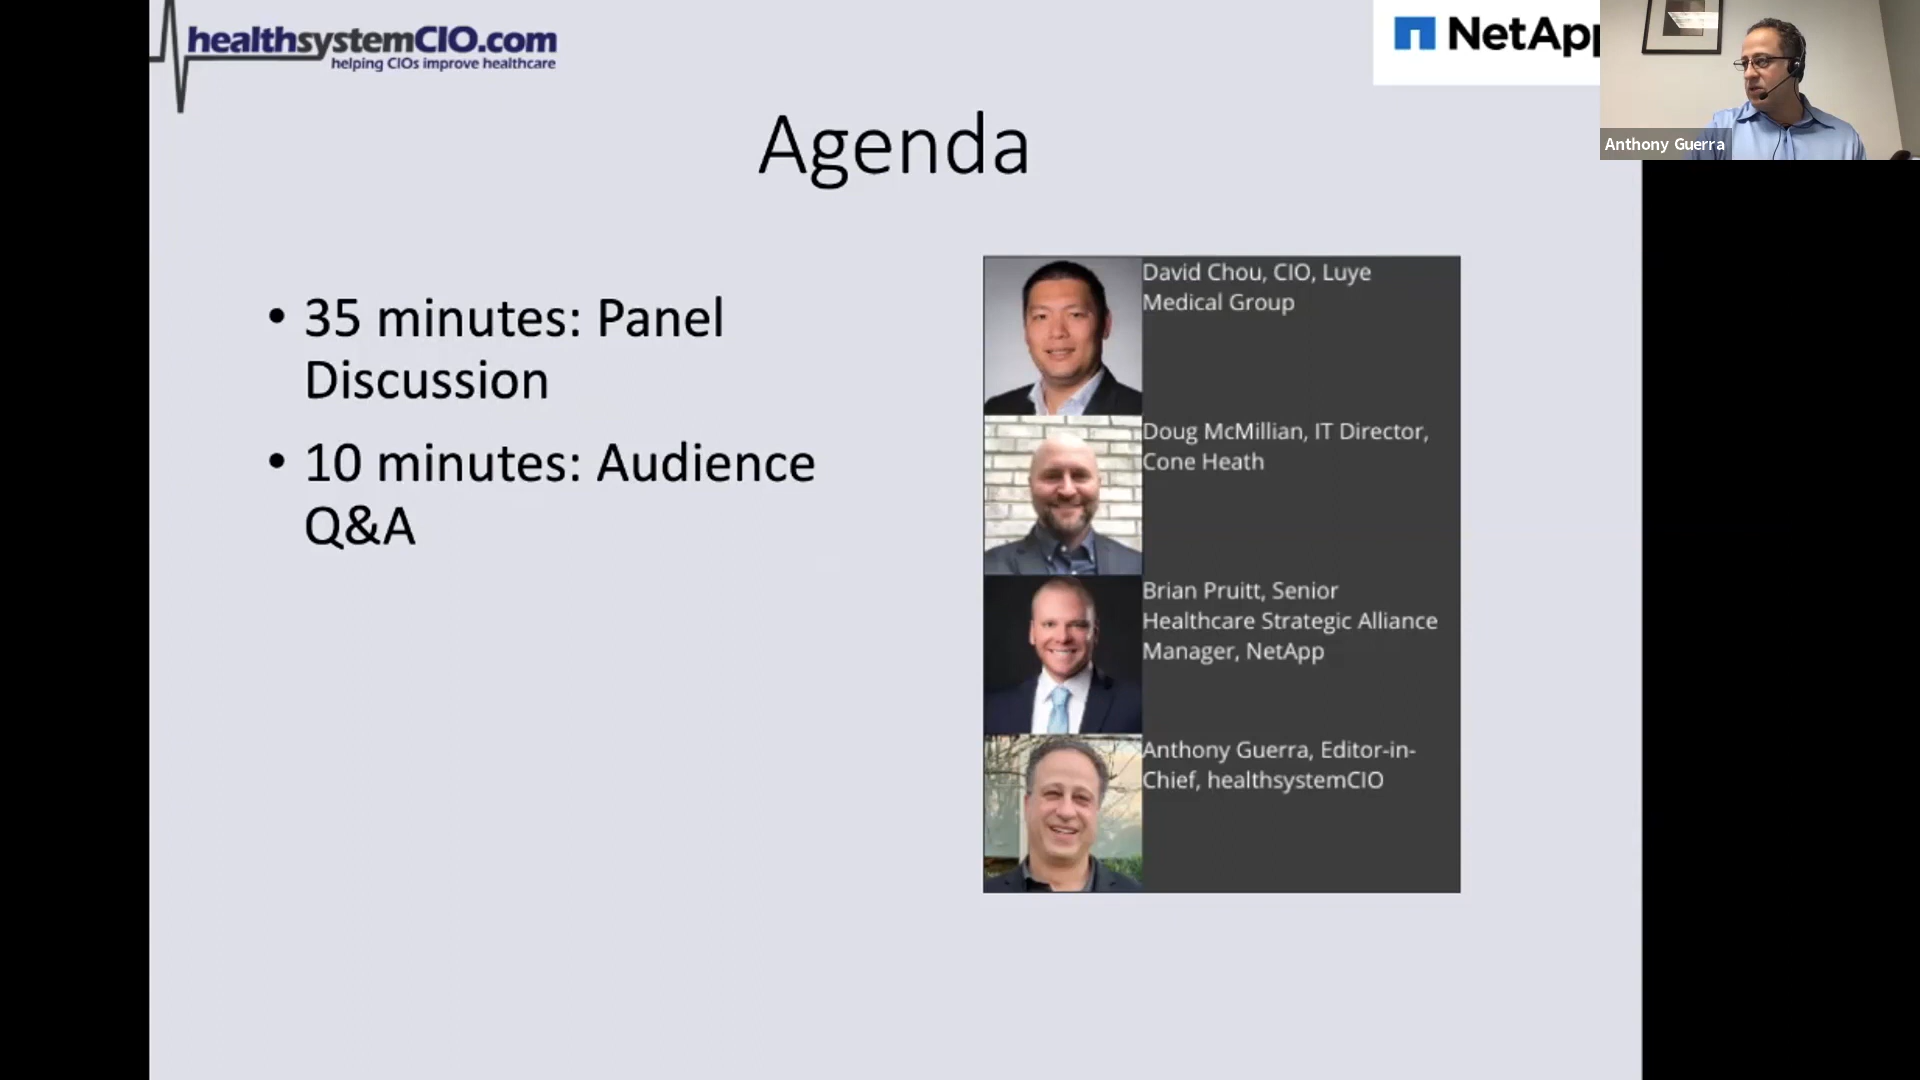 healthsystemCIO.com
helping CIOs improve healthcare
NetApp
Anthony Guerra
Agenda
• 35 minutes: Panel
Discussion
• 10 minutes: Audience
Q&A
David Chou, CIO, Luye
Medical Group
Doug McMillian, IT Director,
Cone Heath
Brian Pruitt, Senior
Healthcare Strategic Alliance
Manager, NetApp
Anthony Guerra, Editor-in-
Chief, healthsystemCIO